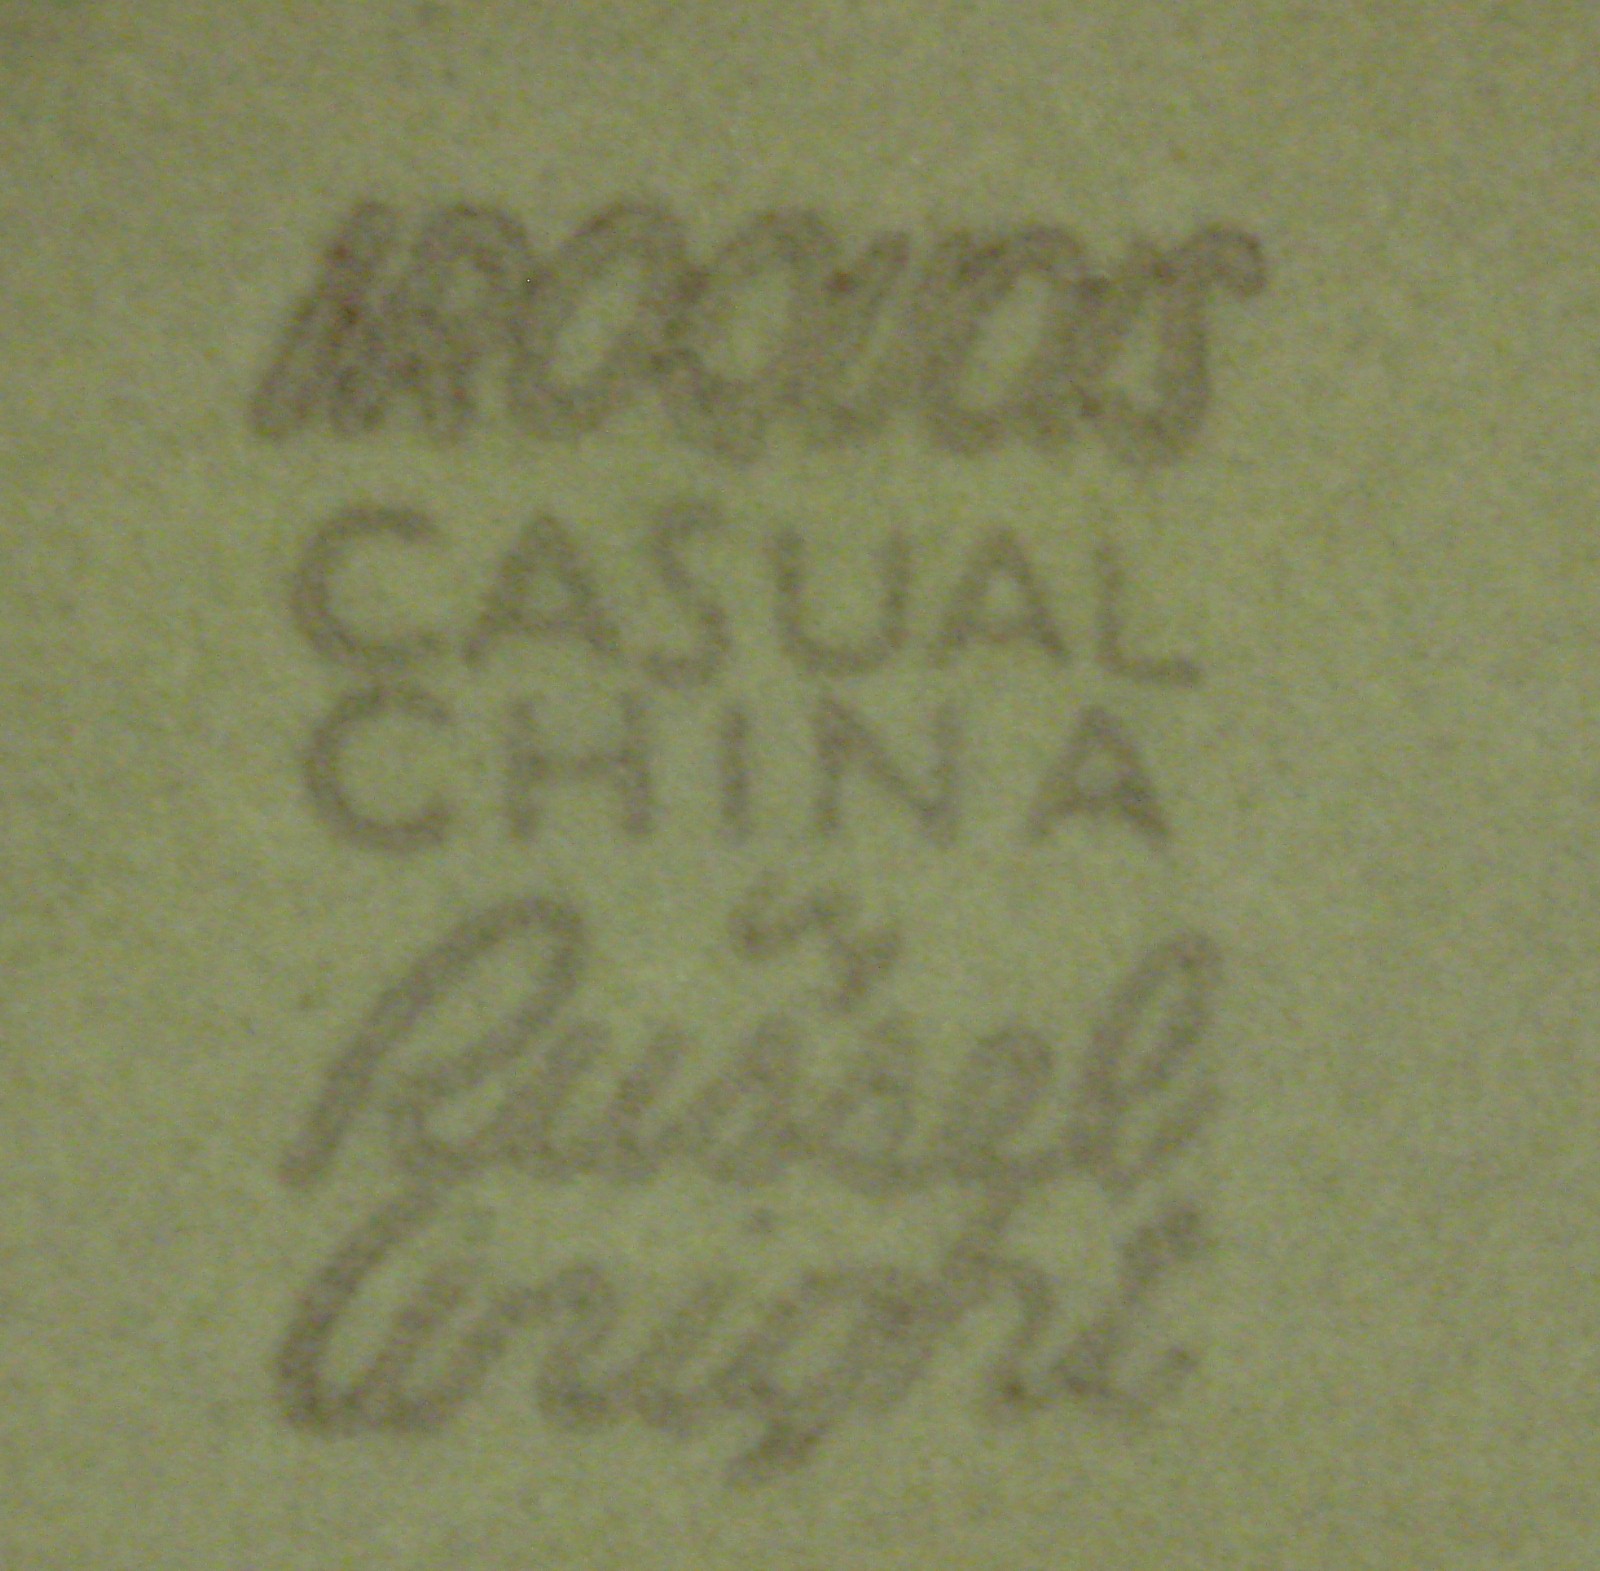 Iroquois
CASUAL
CHINA
by
Russel
Wright